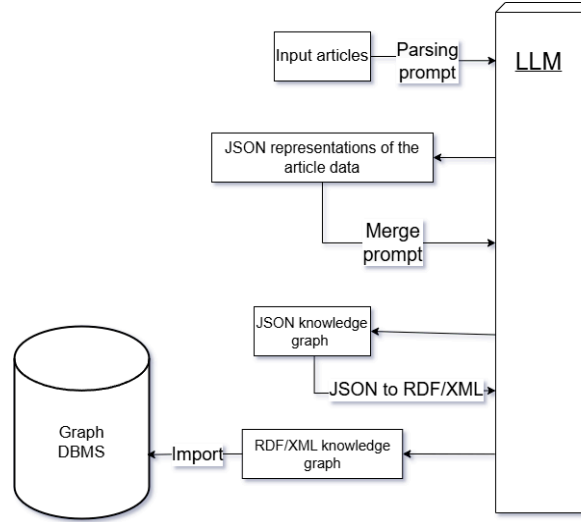 Input articles
Parsing
prompt
LLM
JSON representations of the
article data
Merge
prompt
JSON knowledge
graph
JSON to RDF/XML
Graph
DBMS
Import
RDF/XML knowledge
graph